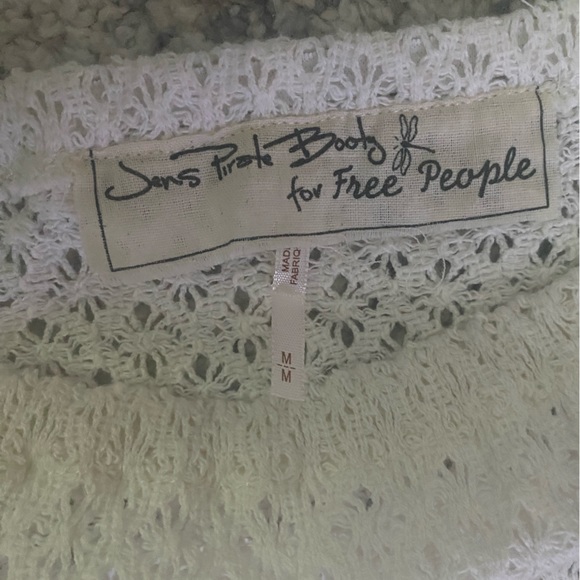 Jens Pirate Booty
for Free People
MADE
FABRIQ
M
M